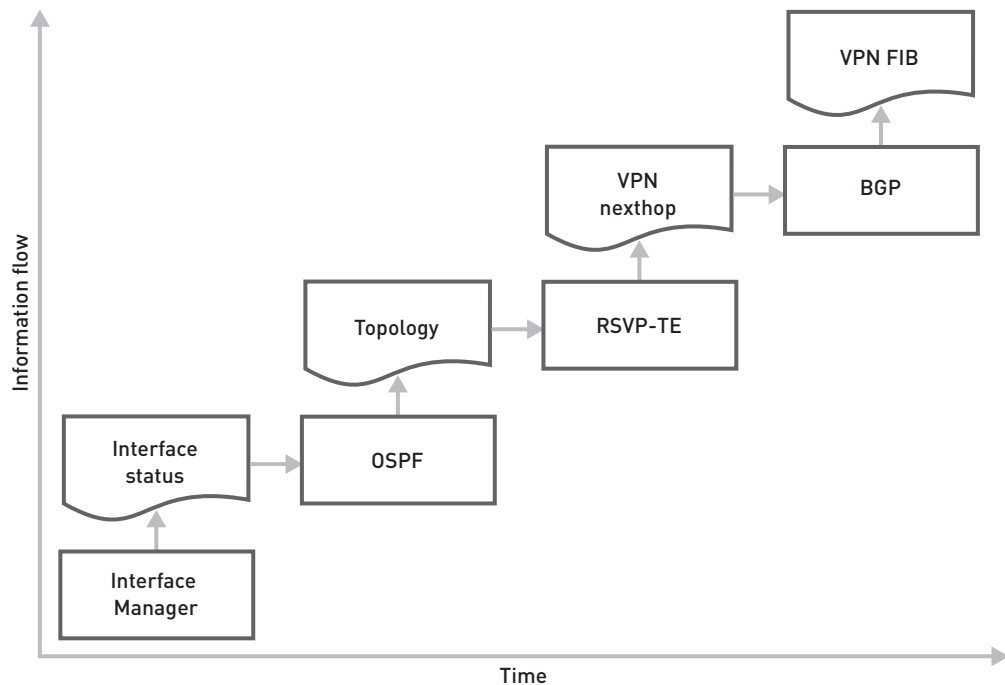 VPN FIB
VPN
nexthop
BGP
Topology
RSVP-TE
Interface
status
OSPF
Interface
Manager
Information flow
Time